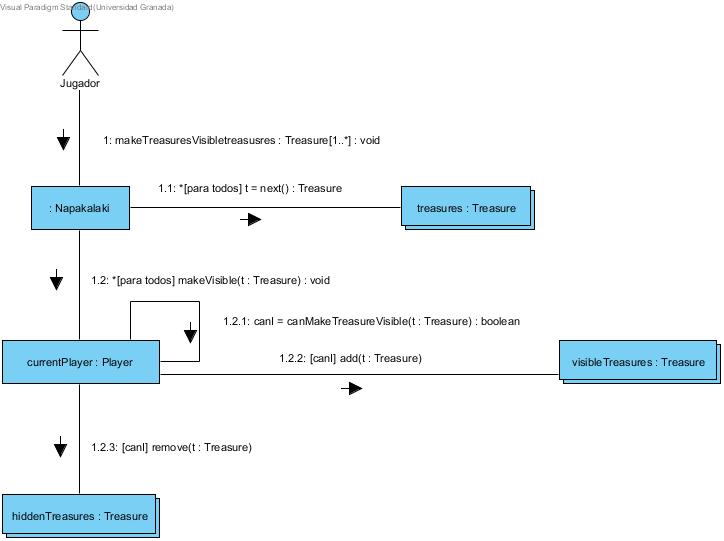 Visual Paradigm Standard(Universidad Granada)
Jugador
1: makeTreasuresVisibletreasusres : Treasure[1..*] : void
1.1: *[para todos] t = next() : Treasure
: Napakalaki
treasures : Treasure
1.2: *[para todos] makeVisible(t : Treasure) : void
1.2.1: canI = canMakeTreasureVisible(t : Treasure) : boolean
currentPlayer : Player
1.2.2: [canI] add(t : Treasure)
visibleTreasures : Treasure
1.2.3: [canI] remove(t : Treasure)
hiddenTreasures : Treasure